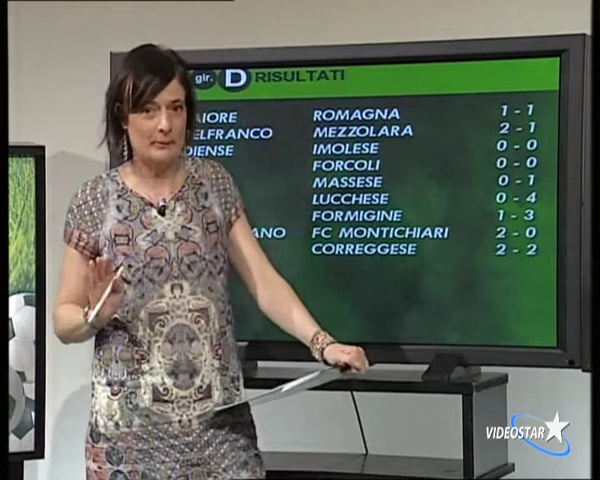 gir. D RISULTATI
AIORE ROMAGNA 1 - 1
ELFRANCO MEZZOLARA 2 - 1
DIENSE IMOLESE 0 - 0
FORCOLI 0 - 0
MASSESE 0 - 1
LUCCHESE 0 - 4
FORMIGINE 1 - 3
ANO FC MONTICHIARI 2 - 0
CORREGGESE 2 - 2
VIDEOSTAR